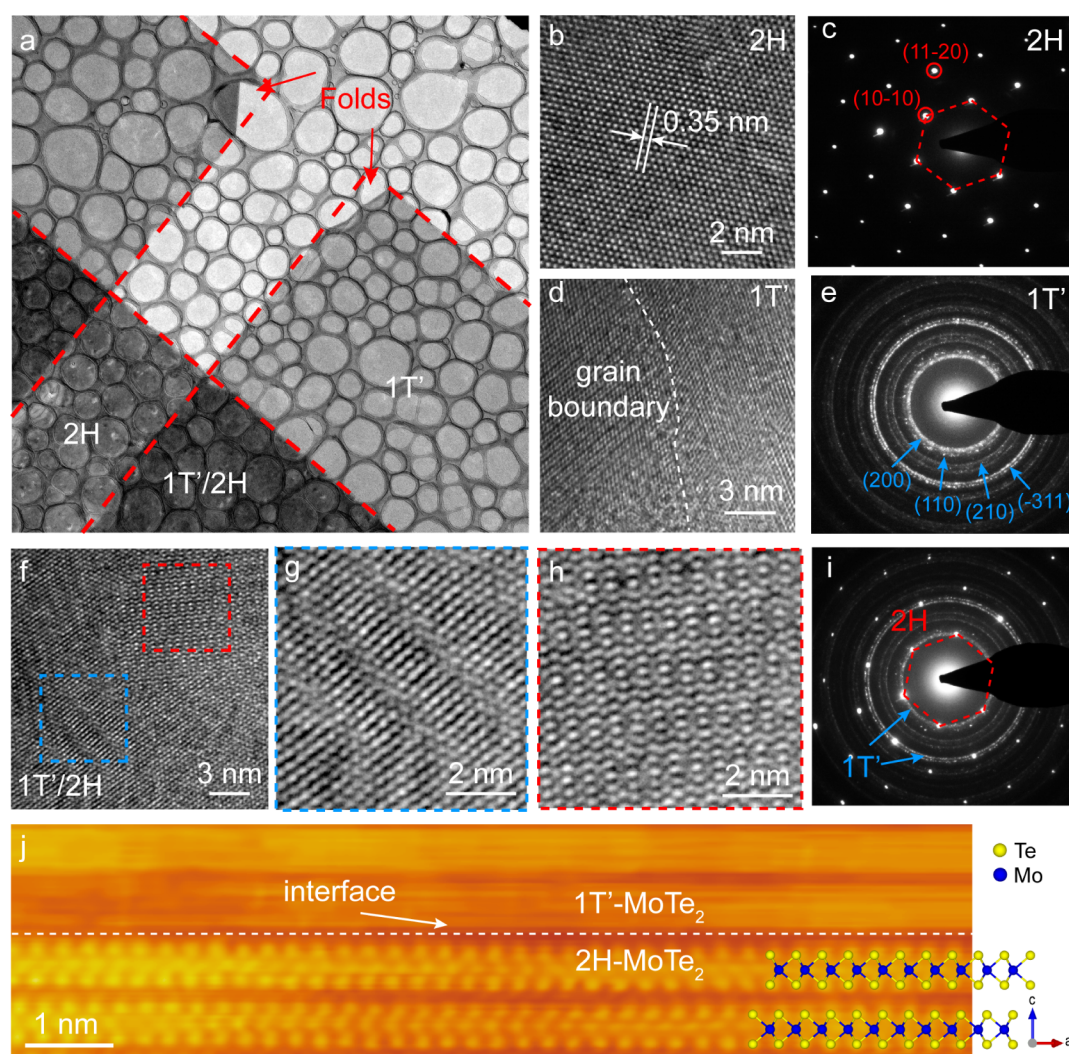 a
Folds
2H
1T’/2H
1T’
b
2H
0.35 nm
2 nm
c
2H
(11-20)
(10-10)
d
1T’
grain
boundary
3 nm
e
1T’
(200)
(110)
(210)
(-311)
f
1T’/2H
3 nm
g
2 nm
h
2 nm
i
2H
1T’
j
interface
1T’-MoTe₂
2H-MoTe₂
1 nm
Te
Mo
c
a